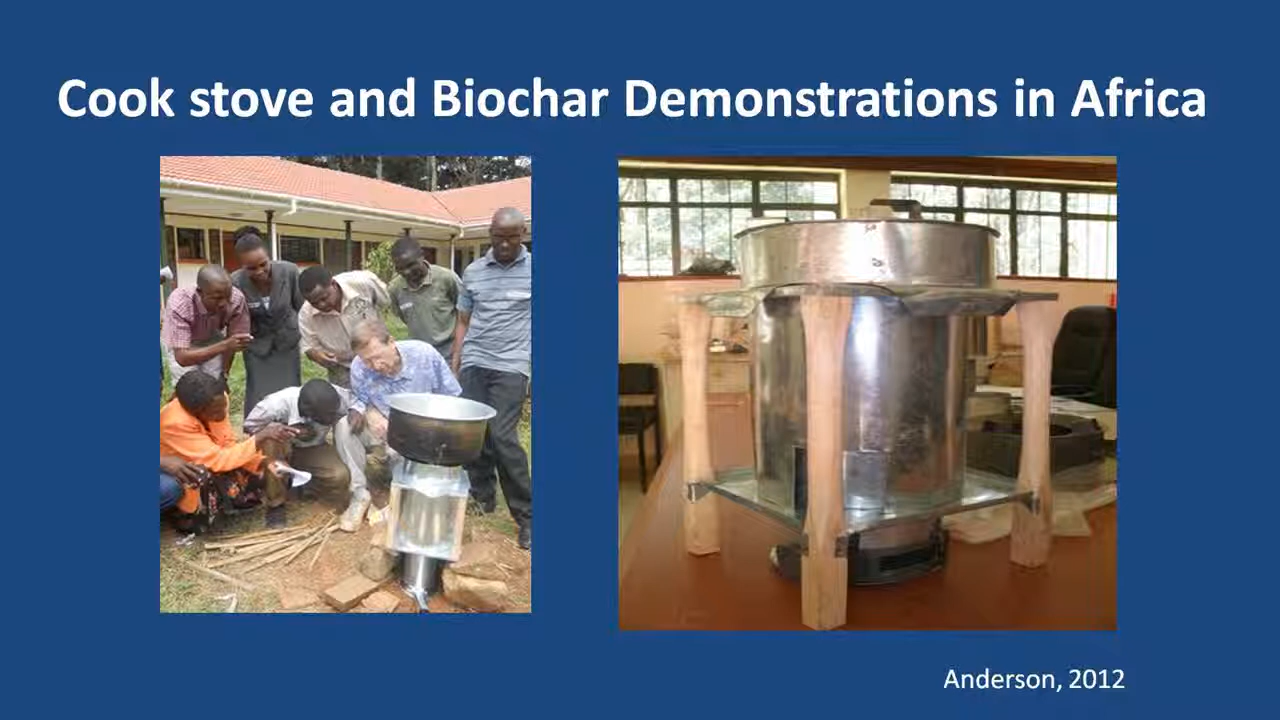 Cook stove and Biochar Demonstrations in Africa
Anderson, 2012